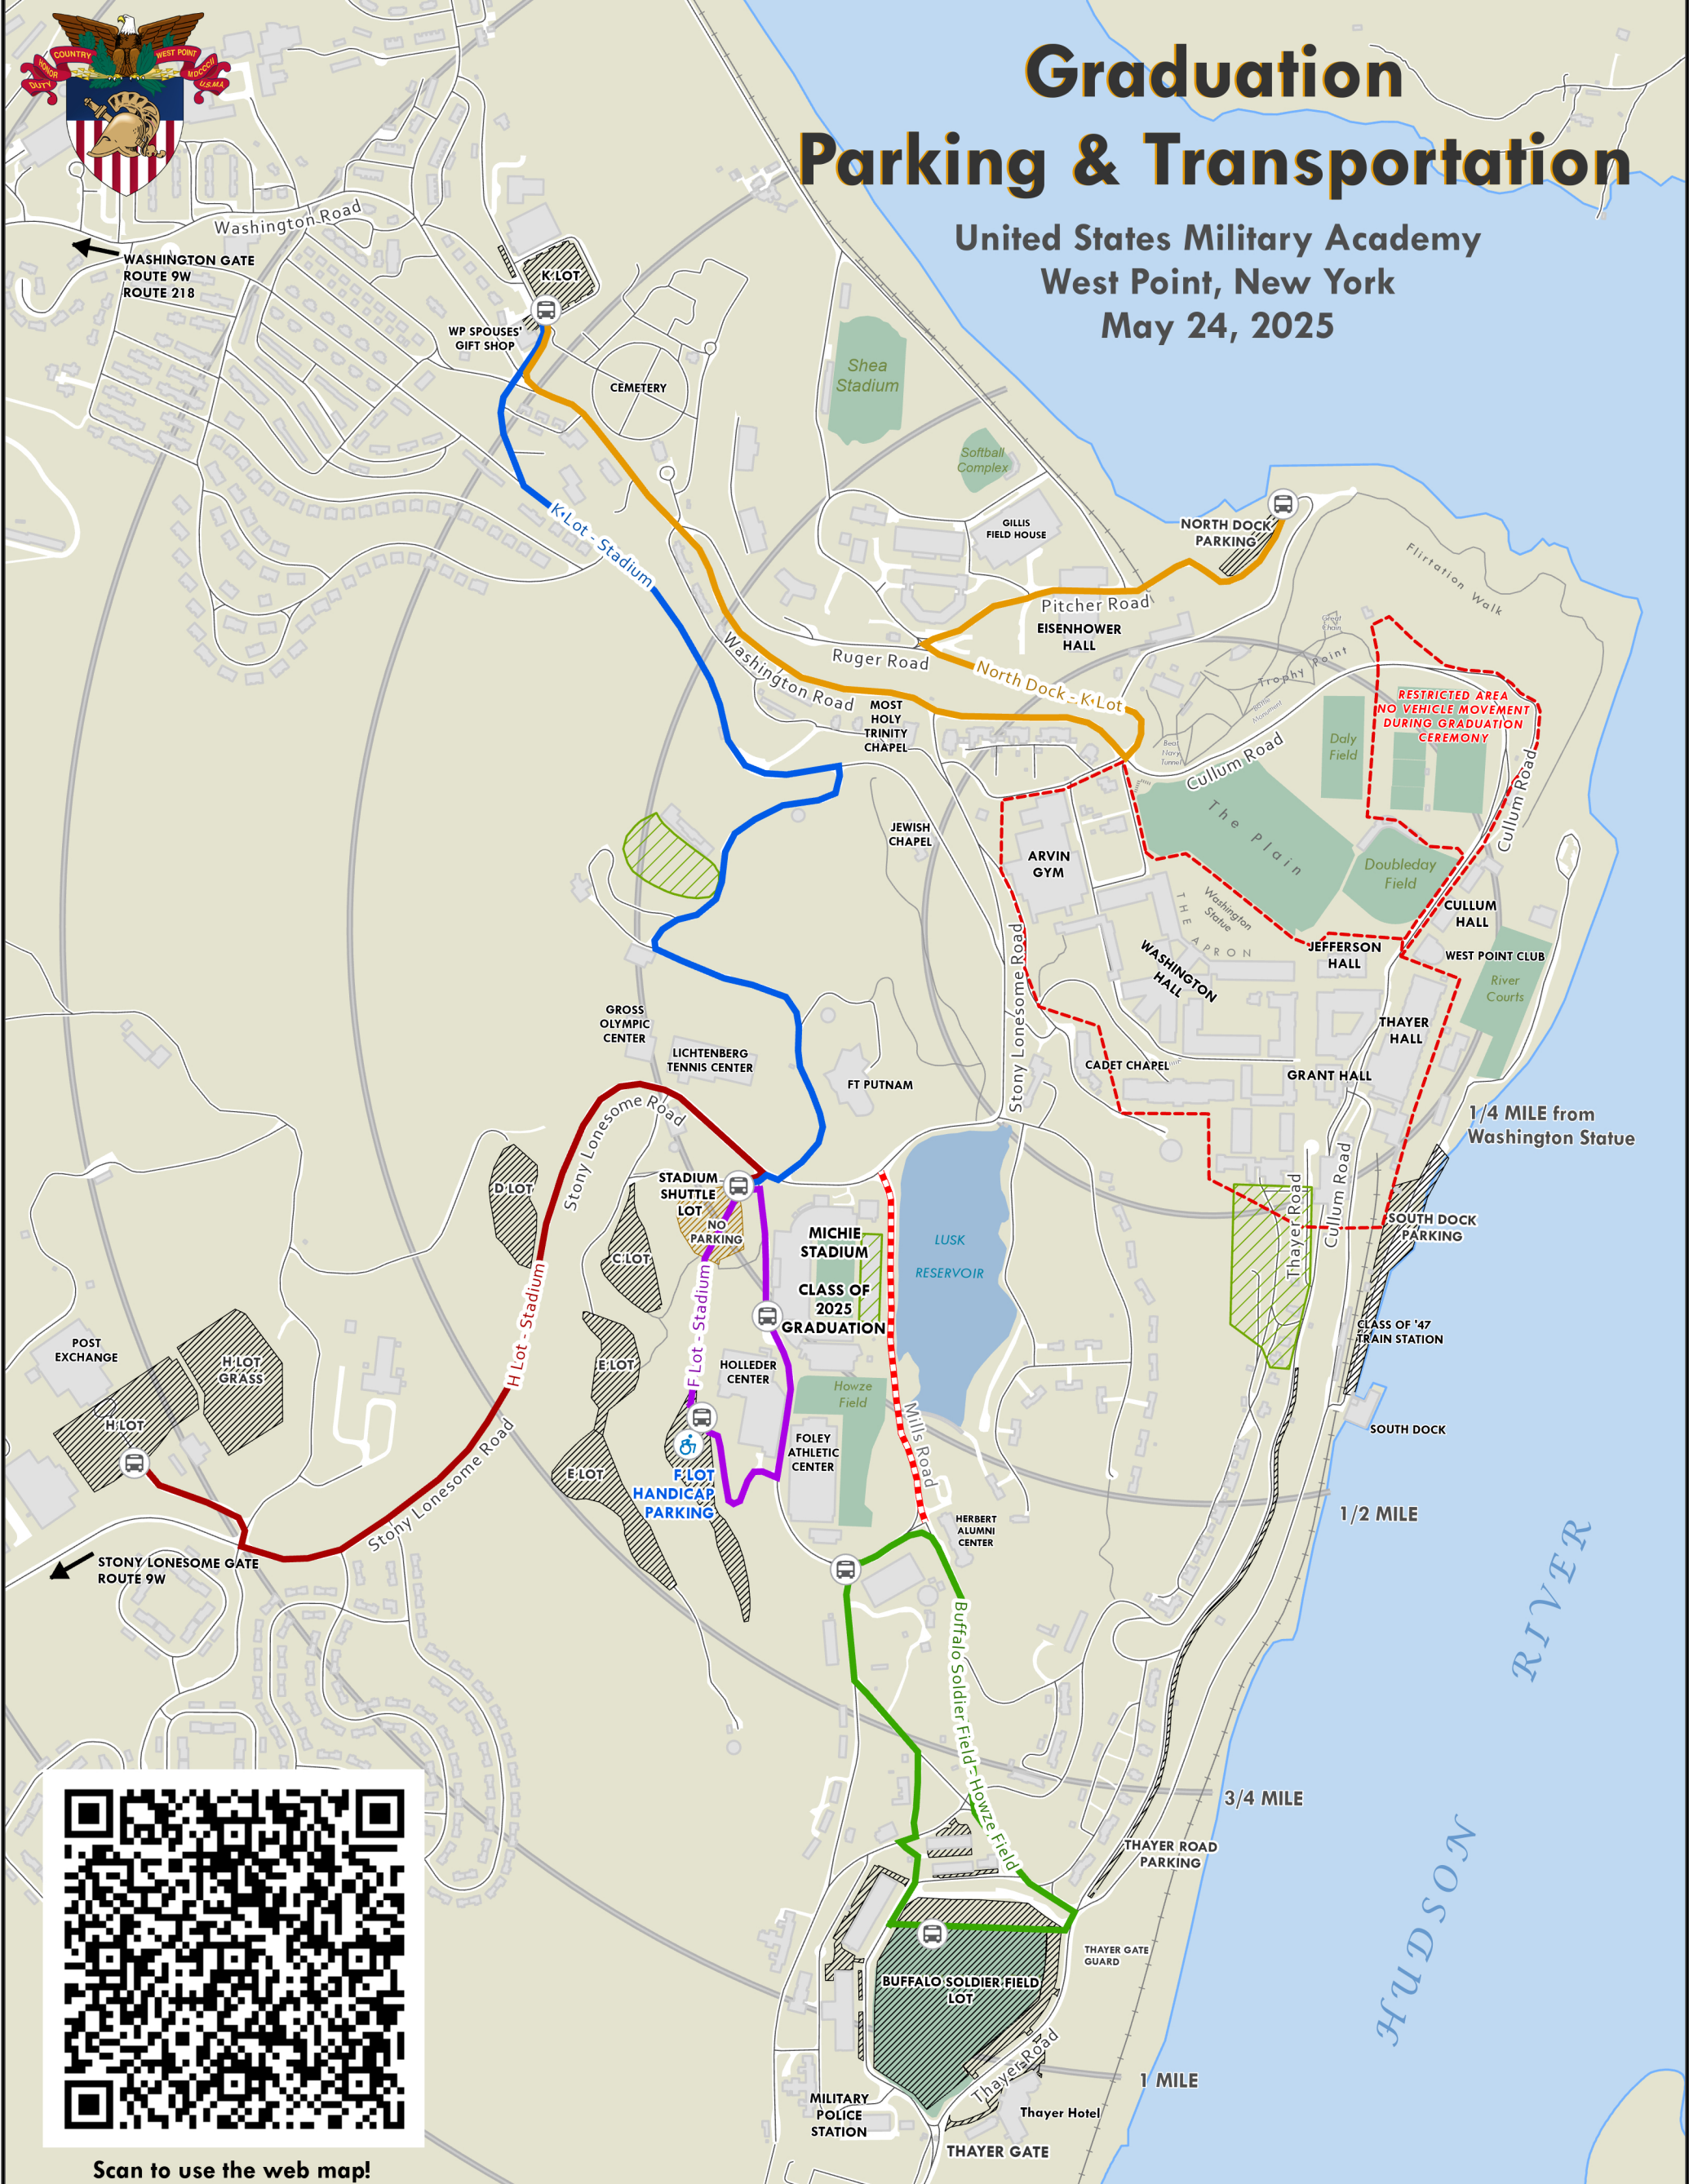 DUTY
HONOR
COUNTRY
WEST POINT
MDCCCII
U.S.M.A.
Graduation
Parking & Transportation
United States Military Academy
West Point, New York
May 24, 2025
Washington Road
WASHINGTON GATE
ROUTE 9W
ROUTE 218
K LOT
WP SPOUSES'
GIFT SHOP
CEMETERY
Shea
Stadium
Softball
Complex
GILLIS
FIELD HOUSE
NORTH DOCK
PARKING
K Lot - Stadium
Flirtation Walk
Pitcher Road
EISENHOWER
HALL
Great
Chain
Ruger Road
Washington Road
North Dock - K Lot
Trophy Point
Battle
Monument
MOST
HOLY
TRINITY
CHAPEL
RESTRICTED AREA
NO VEHICLE MOVEMENT
DURING GRADUATION
CEREMONY
Daly
Field
Cullum Road
Cullum Road
The Plain
JEWISH
CHAPEL
ARVIN
GYM
Doubleday
Field
Washington
Statue
THE APRON
CULLUM
HALL
JEFFERSON
HALL
WEST POINT CLUB
WASHINGTON
HALL
River
Courts
Stony Lonesome Road
GROSS
OLYMPIC
CENTER
LICHTENBERG
TENNIS CENTER
THAYER
HALL
FT PUTNAM
CADET CHAPEL
GRANT HALL
1/4 MILE from
Washington Statue
Stony Lonesome Road
D LOT
STADIUM
SHUTTLE
LOT
NO
PARKING
C LOT
MICHIE
STADIUM
CLASS OF
2025
GRADUATION
LUSK
RESERVOIR
Thayer Road
Cullum Road
SOUTH DOCK
PARKING
CLASS OF '47
TRAIN STATION
H Lot - Stadium
F Lot - Stadium
POST
EXCHANGE
H LOT
GRASS
H LOT
E LOT
HOLLEDER
CENTER
Howze
Field
SOUTH DOCK
Mills Road
FOLEY
ATHLETIC
CENTER
E LOT
F LOT
HANDICAP
PARKING
Stony Lonesome Road
1/2 MILE
HERBERT
ALUMNI
CENTER
STONY LONESOME GATE
ROUTE 9W
Buffalo Soldier Field - Howze Field
HUDSON RIVER
3/4 MILE
THAYER ROAD
PARKING
THAYER GATE
GUARD
BUFFALO SOLDIER FIELD
LOT
Thayer Road
1 MILE
MILITARY
POLICE
STATION
Thayer Hotel
THAYER GATE
Scan to use the web map!